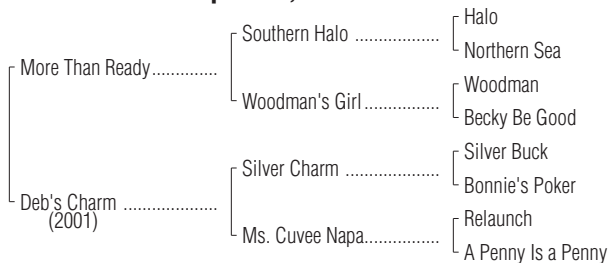 Southern Halo ..................
Halo
Northern Sea
More Than Ready..............
Woodman's Girl................
Woodman
Becky Be Good
Silver Charm ....................
Silver Buck
Bonnie's Poker
Deb's Charm ....................
(2001)
Ms. Cuvee Napa................
Relaunch
A Penny Is a Penny